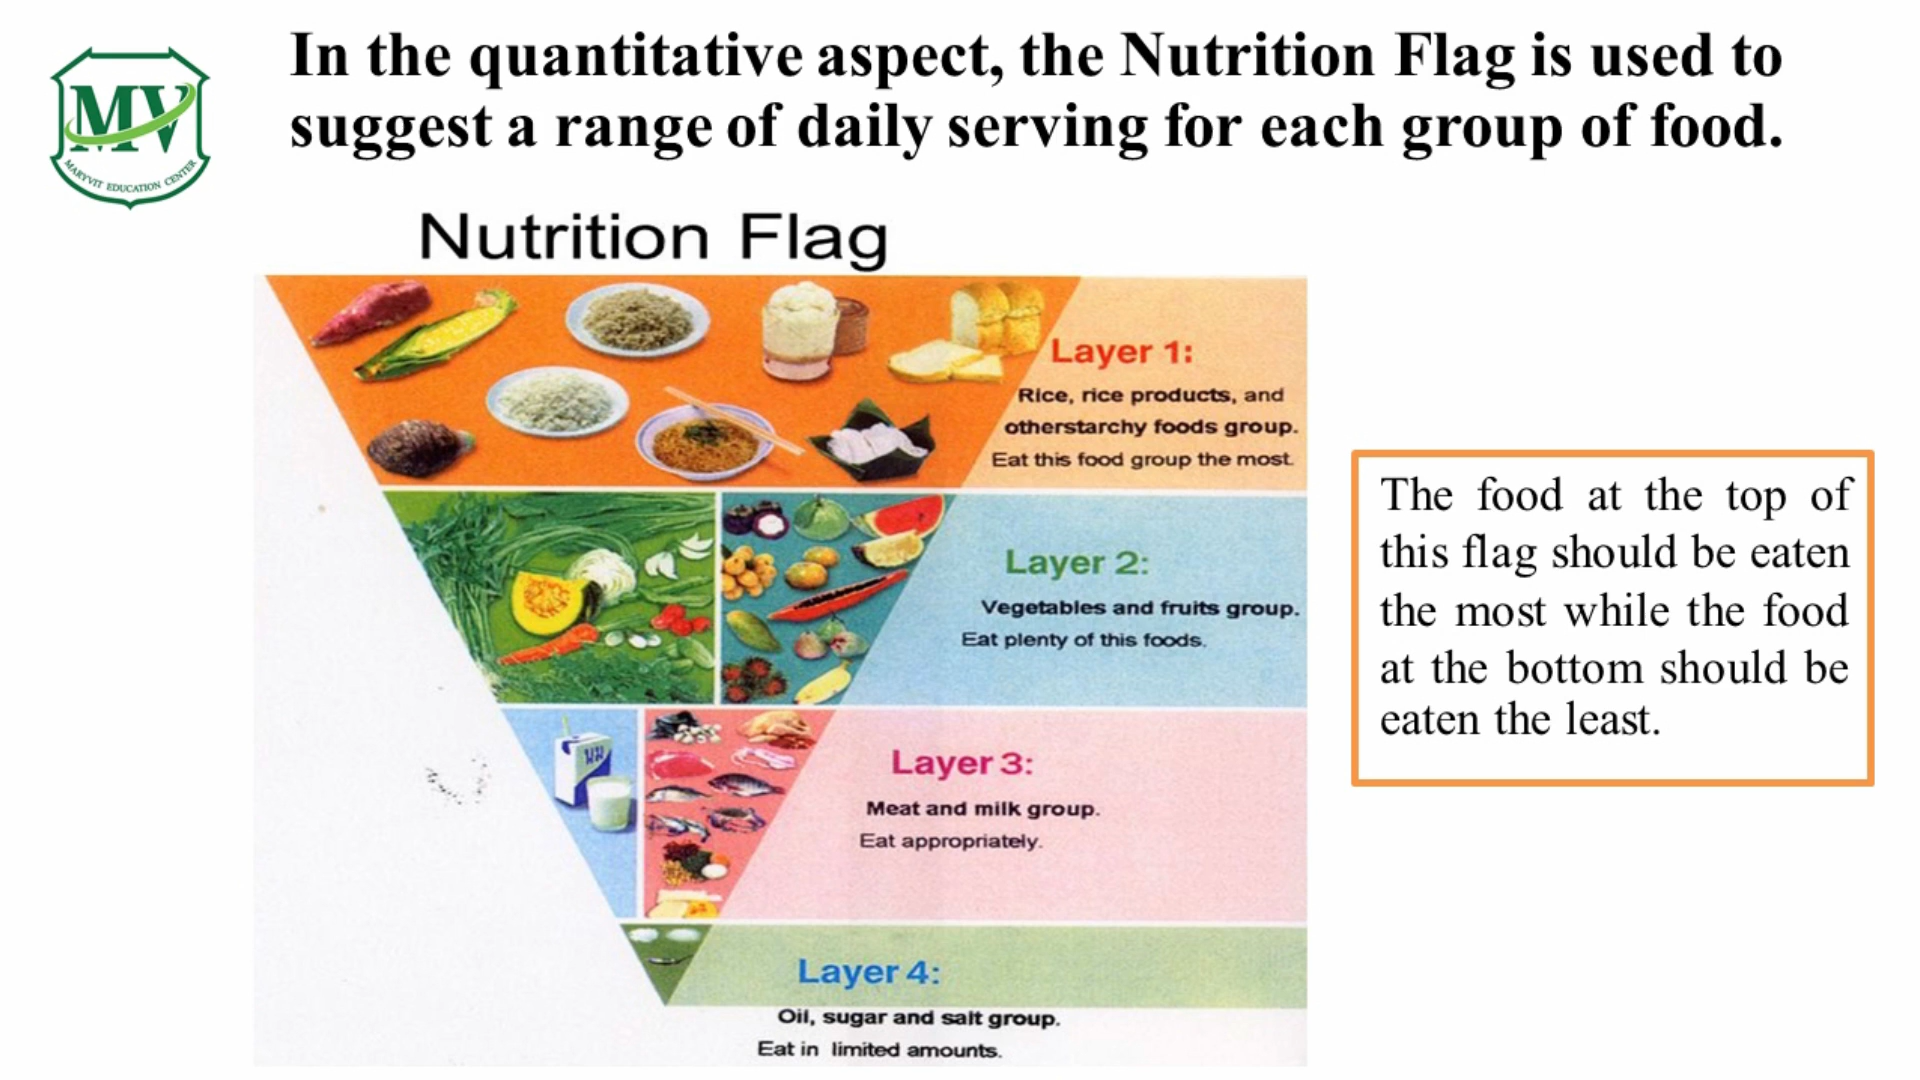 In the quantitative aspect, the Nutrition Flag is used to
suggest a range of daily serving for each group of food.
MV
MARYVIT EDUCATION CENTER
Nutrition Flag
Layer 1:
Rice, rice products, and
otherstarchy foods group.
Eat this food group the most.
Layer 2:
Vegetables and fruits group.
Eat plenty of this foods.
นม
Layer 3:
Meat and milk group.
Eat appropriately.
Layer 4:
Oil, sugar and salt group.
Eat in limited amounts.
The food at the top of
this flag should be eaten
the most while the food
at the bottom should be
eaten the least.